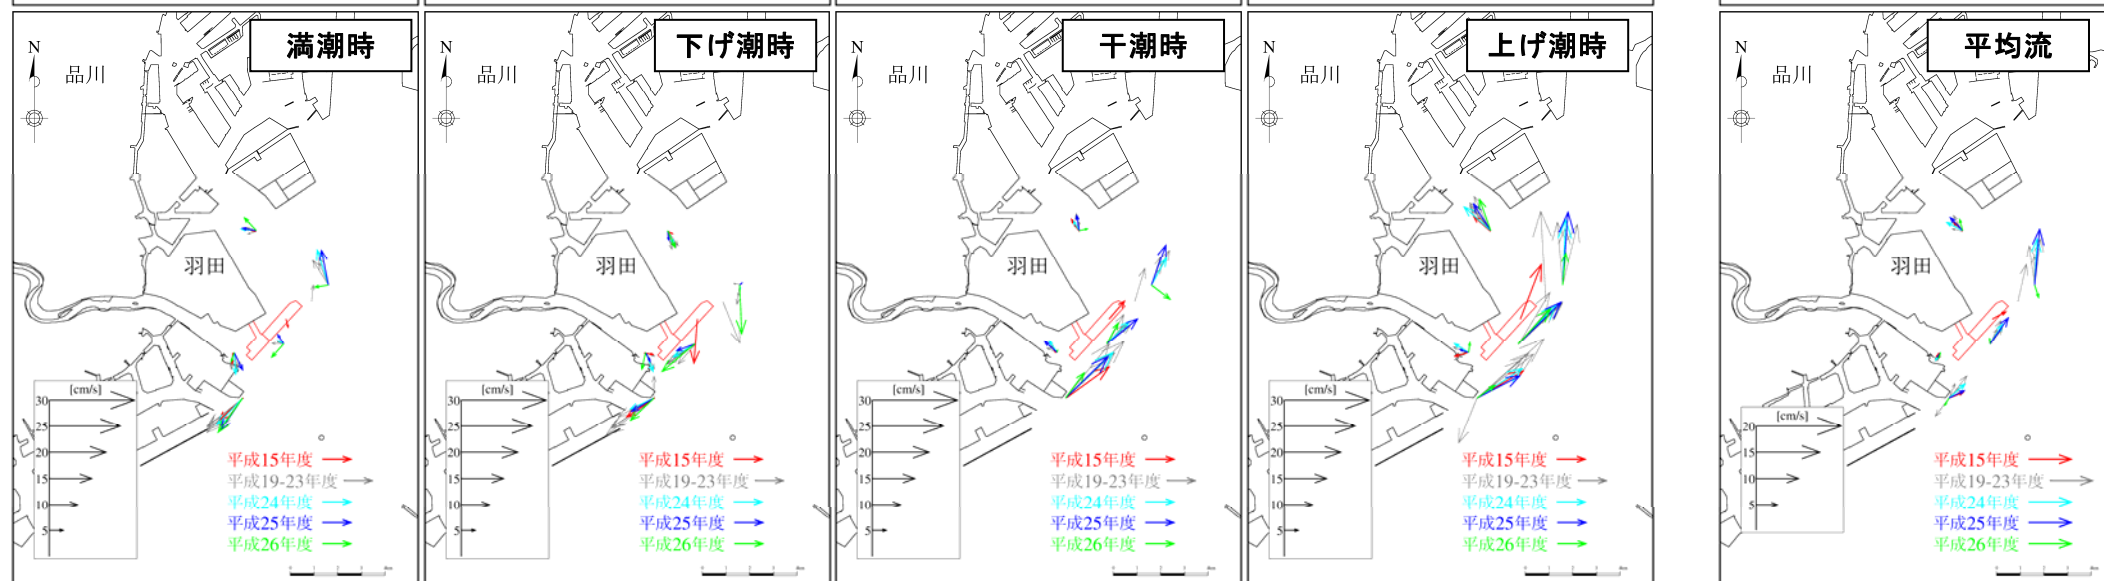 満潮時
N
品川
羽田
[cm/s]
30
25
20
15
10
5
平成15年度
平成19-23年度
平成24年度
平成25年度
平成26年度
下げ潮時
N
品川
羽田
[cm/s]
30
25
20
15
10
5
平成15年度
平成19-23年度
平成24年度
平成25年度
平成26年度
干潮時
N
品川
羽田
[cm/s]
30
25
20
15
10
5
平成15年度
平成19-23年度
平成24年度
平成25年度
平成26年度
上げ潮時
N
品川
羽田
[cm/s]
30
25
20
15
10
5
平成15年度
平成19-23年度
平成24年度
平成25年度
平成26年度
平均流
N
品川
羽田
[cm/s]
20
15
10
5
平成15年度
平成19-23年度
平成24年度
平成25年度
平成26年度